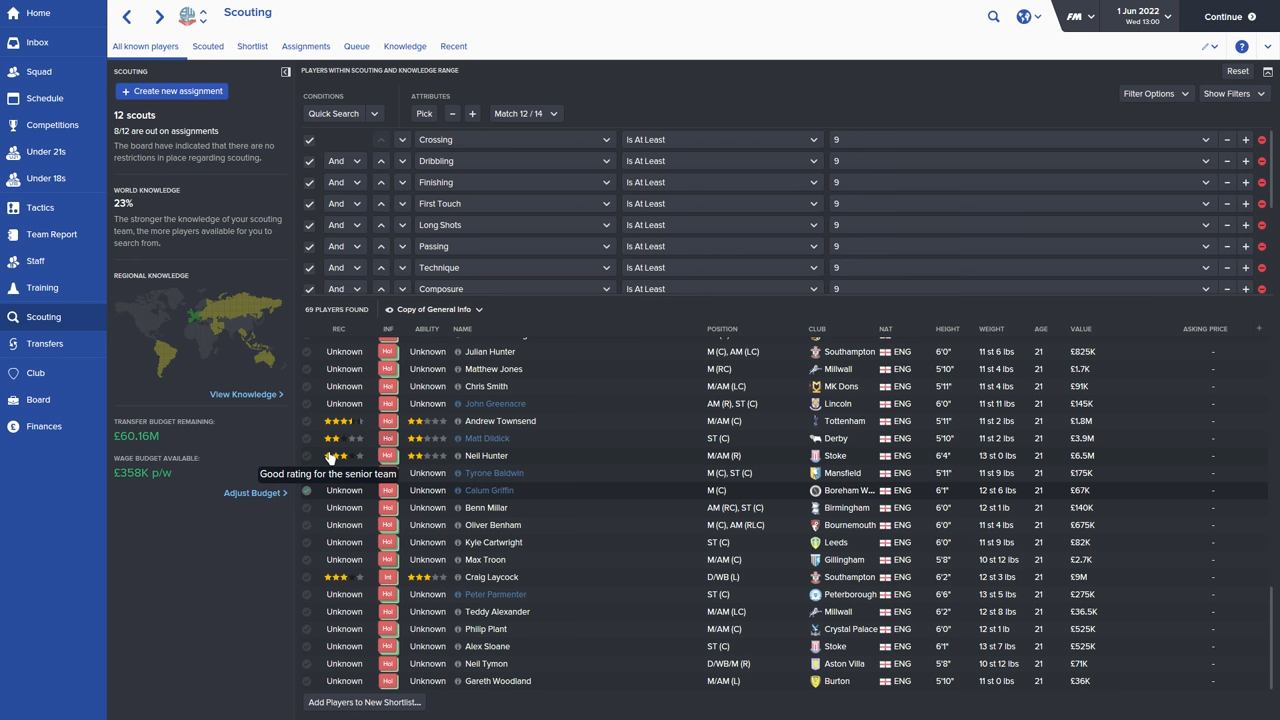 Home
Inbox
Squad
Schedule
Competitions
Under 21s
Under 18s
Tactics
Team Report
Staff
Training
Scouting
Transfers
Club
Board
Finances
Scouting
FM
1 Jun 2022
Wed 13:00
Continue
All known players Scouted Shortlist Assignments Queue Knowledge Recent
?
SCOUTING
+ Create new assignment
12 scouts
8/12 are out on assignments
The board have indicated that there are
no restrictions in place regarding scouting.
WORLD KNOWLEDGE
23%
The stronger the knowledge of your scouting
team, the more players available for you to
search from.
REGIONAL KNOWLEDGE
View Knowledge >
TRANSFER BUDGET REMAINING:
£60.16M
WAGE BUDGET AVAILABLE:
£358K p/w
Adjust Budget >
PLAYERS WITHIN SCOUTING AND KNOWLEDGE RANGE
Reset
CONDITIONS ATTRIBUTES
Quick Search Pick - + Match 12 / 14
Filter Options Show Filters
Crossing Is At Least 9
And Dribbling Is At Least 9
And Finishing Is At Least 9
And First Touch Is At Least 9
And Long Shots Is At Least 9
And Passing Is At Least 9
And Technique Is At Least 9
And Composure Is At Least 9
69 PLAYERS FOUND Copy of General Info
REC INF ABILITY NAME POSITION CLUB NAT HEIGHT WEIGHT AGE VALUE ASKING PRICE +
Unknown Hol Unknown Julian Hunter M (C), AM (LC) Southampton ENG 6'0" 11 st 6 lbs 21 £825K -
Unknown Hol Unknown Matthew Jones M (RC) Millwall ENG 5'10" 11 st 4 lbs 21 £1.7K -
Unknown Hol Unknown Chris Smith M/AM (LC) MK Dons ENG 5'11" 11 st 4 lbs 21 £91K -
Unknown Hol Unknown John Greenacre AM (R), ST (C) Lincoln ENG 6'0" 11 st 11 lbs 21 £145K -
Hol Andrew Townsend M/AM (C) Tottenham ENG 5'11" 11 st 2 lbs 21 £1.8M -
Hol Matt Dildick ST (C) Derby ENG 5'10" 11 st 2 lbs 21 £3.9M -
Hol Neil Hunter M/AM (R) Stoke ENG 6'4" 13 st 0 lbs 21 £6.5M -
Good rating for the senior team
Unknown Tyrone Baldwin M (C), ST (C) Mansfield ENG 5'11" 11 st 9 lbs 21 £175K -
Unknown Hol Unknown Calum Griffin M (C) Boreham W... ENG 6'1" 12 st 6 lbs 21 £67K -
Unknown Hol Unknown Benn Millar AM (RC), ST (C) Birmingham ENG 6'0" 12 st 1 lb 21 £140K -
Unknown Hol Unknown Oliver Benham M (C), AM (RLC) Bournemouth ENG 6'0" 11 st 4 lbs 21 £675K -
Unknown Hol Unknown Kyle Cartwright ST (C) Leeds ENG 6'0" 11 st 9 lbs 21 £82K -
Unknown Hol Unknown Max Troon M/AM (C) Gillingham ENG 5'8" 10 st 12 lbs 21 £2.7K -
Int Craig Laycock D/WB (L) Southampton ENG 6'2" 12 st 3 lbs 21 £9M -
Unknown Hol Unknown Peter Parmenter ST (C) Peterborough ENG 6'6" 13 st 5 lbs 21 £275K -
Unknown Hol Unknown Teddy Alexander M/AM (LC) Millwall ENG 6'2" 12 st 8 lbs 21 £36.5K -
Unknown Hol Unknown Philip Plant M/AM (C) Crystal Palace ENG 6'0" 12 st 1 lb 21 £525K -
Unknown Hol Unknown Alex Sloane ST (C) Stoke ENG 6'1" 13 st 7 lbs 21 £525K -
Unknown Hol Unknown Neil Tymon D/WB/M (R) Aston Villa ENG 5'8" 10 st 12 lbs 21 £71K -
Unknown Hol Unknown Gareth Woodland M/AM (L) Burton ENG 5'10" 11 st 0 lbs 21 £36K -
Add Players to New Shortlist...